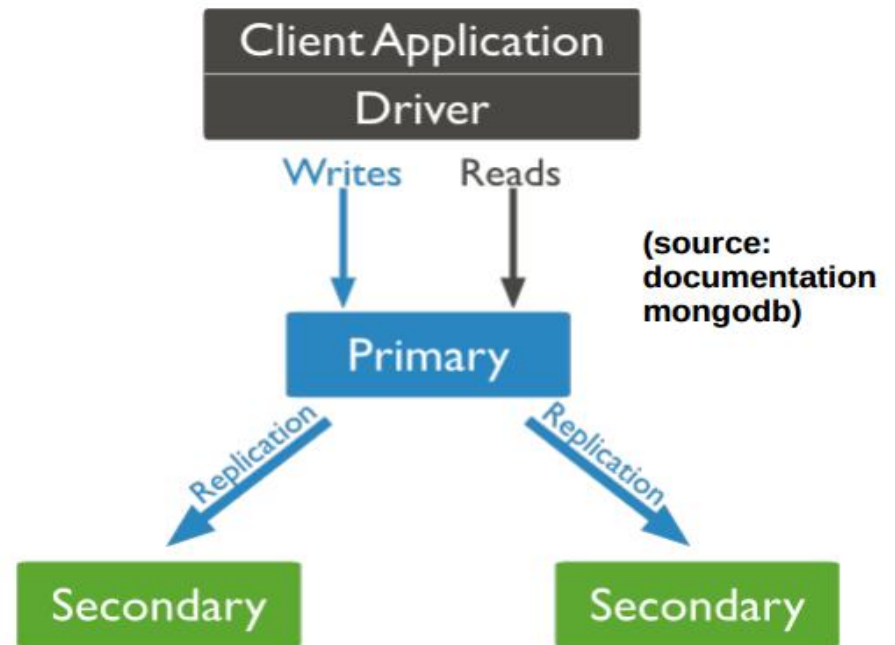 Client Application
Driver
Writes Reads
(source:
documentation
mongodb)
Primary
Replication Replication
Secondary Secondary